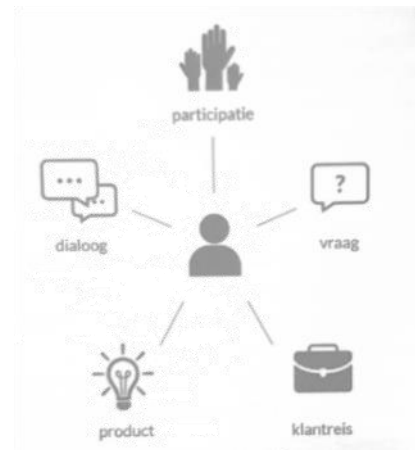 participatie
?
dialoog
vraag
product
klantreis